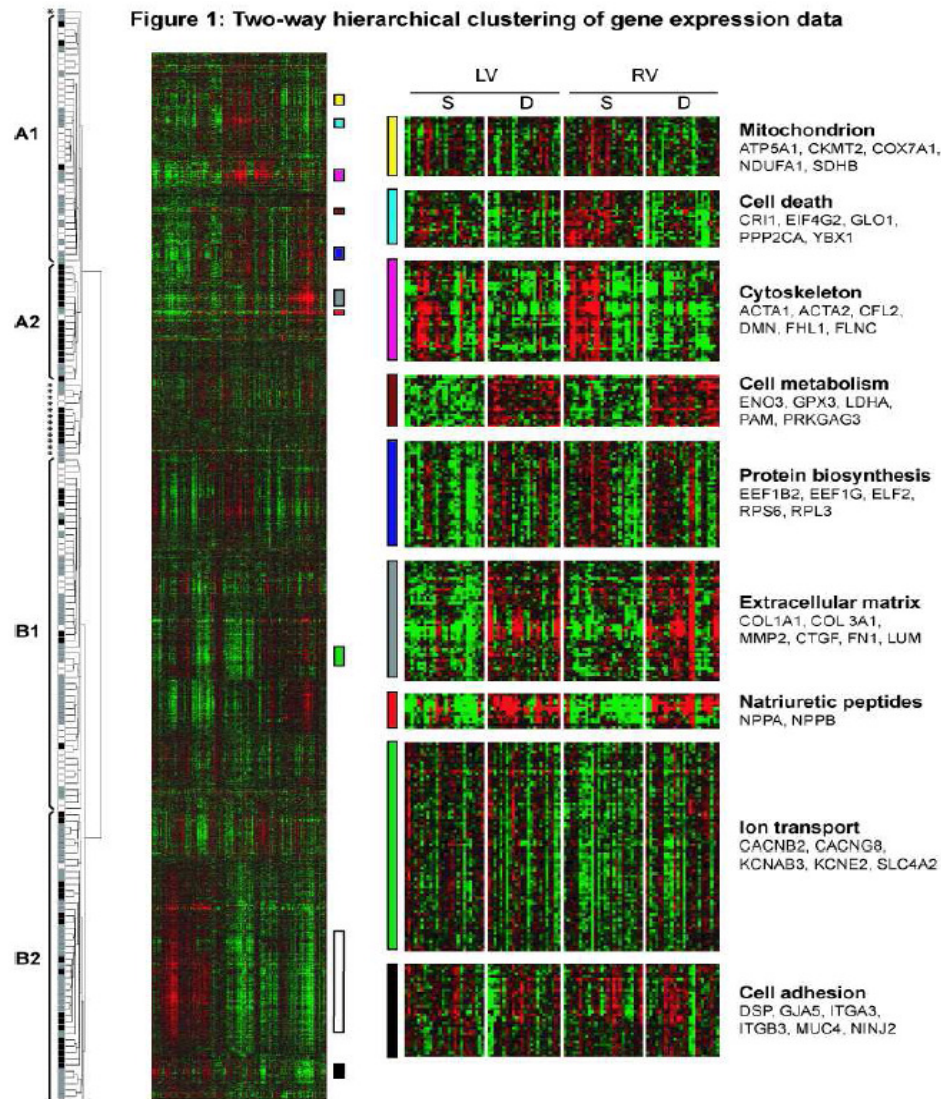 Figure 1: Two-way hierarchical clustering of gene expression data
LV RV
S D S D
A1
A2
B1
B2
Mitochondrion
ATP5A1, CKMT2, COX7A1,
NDUFA1, SDHB
Cell death
CRI1, EIF4G2, GLO1,
PPP2CA, YBX1
Cytoskeleton
ACTA1, ACTA2, CFL2,
DMN, FHL1, FLNC
Cell metabolism
ENO3, GPX3, LDHA,
PAM, PRKGAG3
Protein biosynthesis
EEF1B2, EEF1G, ELF2,
RPS6, RPL3
Extracellular matrix
COL1A1, COL 3A1,
MMP2, CTGF, FN1, LUM
Natriuretic peptides
NPPA, NPPB
Ion transport
CACNB2, CACNG8,
KCNAB3, KCNE2, SLC4A2
Cell adhesion
DSP, GJA5, ITGA3,
ITGB3, MUC4, NINJ2